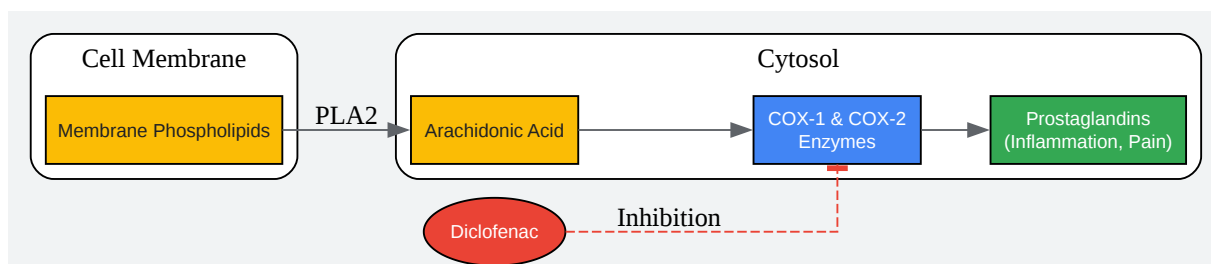 Cell Membrane
Membrane Phospholipids
PLA2
Cytosol
Arachidonic Acid
COX-1 & COX-2
Enzymes
Prostaglandins
(Inflammation, Pain)
Diclofenac
Inhibition